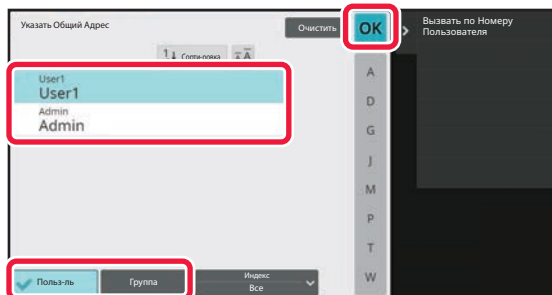 Указать Общий Адрес
Очистить
OK
Вызвать по Номеру
Пользователя
Сорти-ровка
User1
User1
Admin
Admin
A
D
G
J
M
P
T
W
Польз-ль
Группа
Индекс
Все